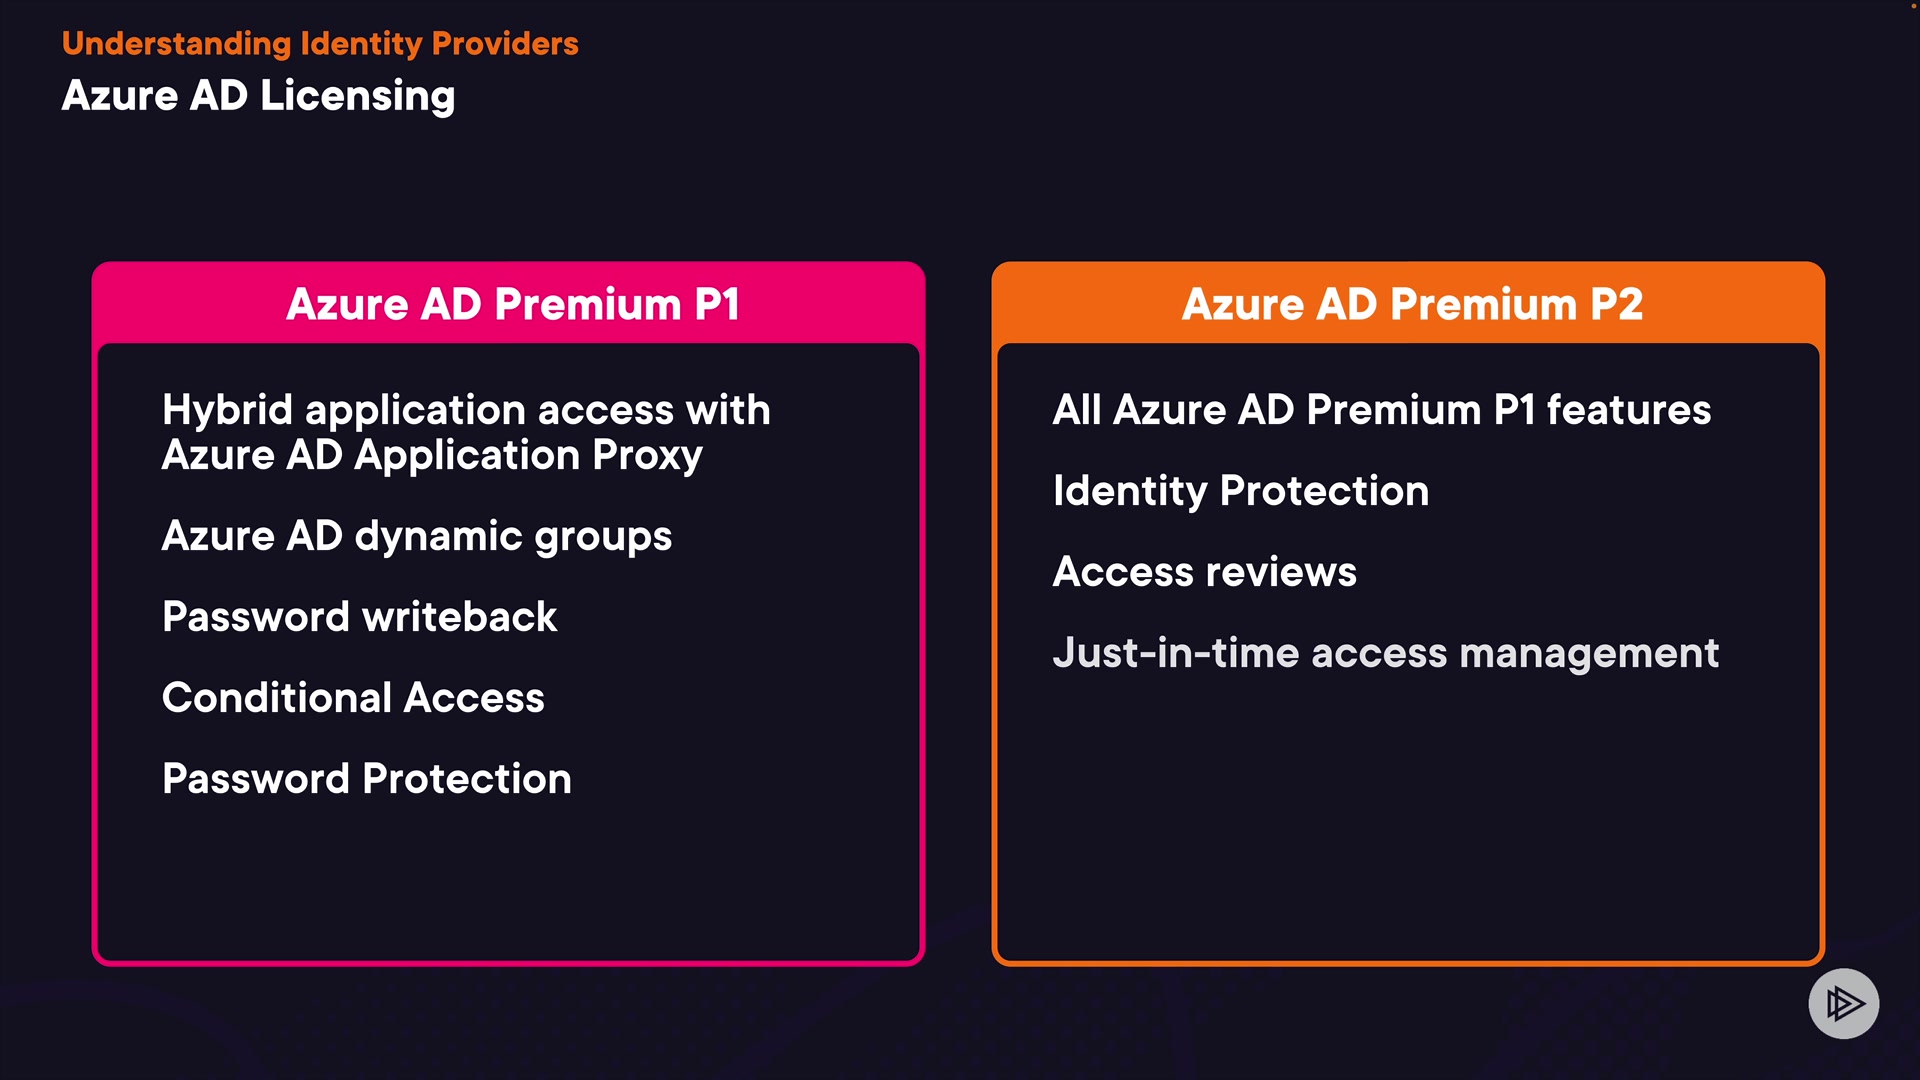 Understanding Identity Providers
Azure AD Licensing
Azure AD Premium P1
Hybrid application access with
Azure AD Application Proxy
Azure AD dynamic groups
Password writeback
Conditional Access
Password Protection
Azure AD Premium P2
All Azure AD Premium P1 features
Identity Protection
Access reviews
Just-in-time access management